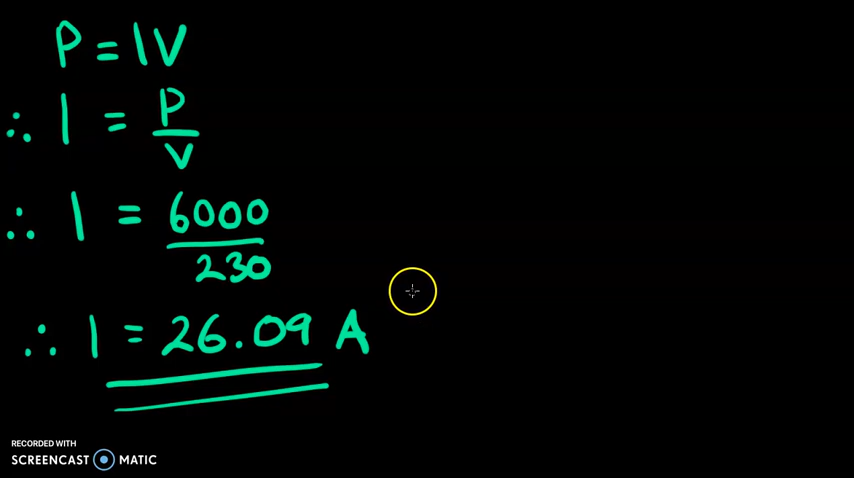 P = IV
∴ I = P/V
∴ I = 6000/230
∴ I = 26.09 A
RECORDED WITH
SCREENCAST MATIC